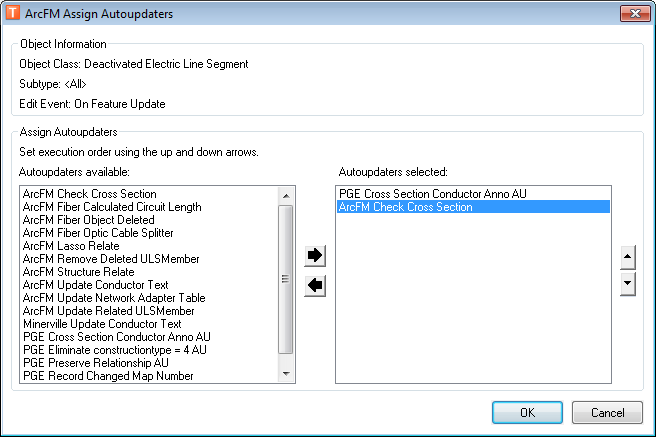 T ArcFM Assign Autoupdaters
Object Information
Object Class: Deactivated Electric Line Segment
Subtype: <All>
Edit Event: On Feature Update
Assign Autoupdaters
Set execution order using the up and down arrows.
Autoupdaters available:
ArcFM Check Cross Section
ArcFM Fiber Calculated Circuit Length
ArcFM Fiber Object Deleted
ArcFM Fiber Optic Cable Splitter
ArcFM Lasso Relate
ArcFM Remove Deleted ULSMember
ArcFM Structure Relate
ArcFM Update Conductor Text
ArcFM Update Network Adapter Table
ArcFM Update Related ULSMember
Minerville Update Conductor Text
PGE Cross Section Conductor Anno AU
PGE Eliminate constructiontype = 4 AU
PGE Preserve Relationship AU
PGE Record Changed Map Number
Autoupdaters selected:
PGE Cross Section Conductor Anno AU
ArcFM Check Cross Section
OK
Cancel